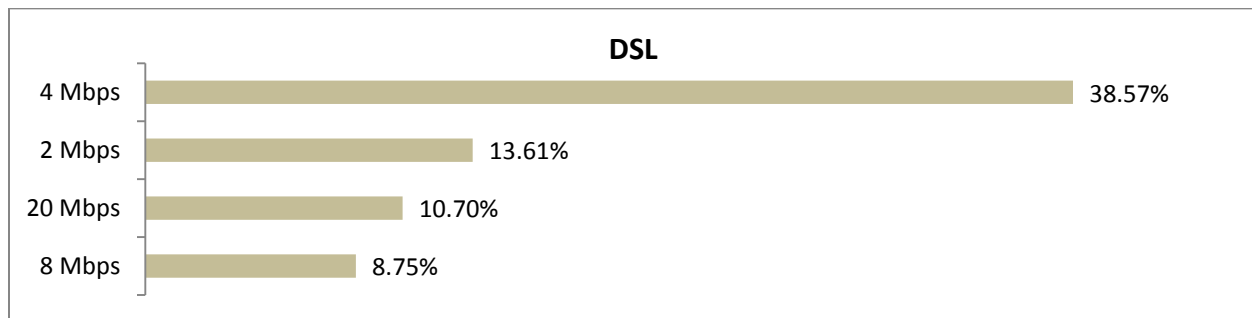 DSL
4 Mbps 38.57%
2 Mbps 13.61%
20 Mbps 10.70%
8 Mbps 8.75%